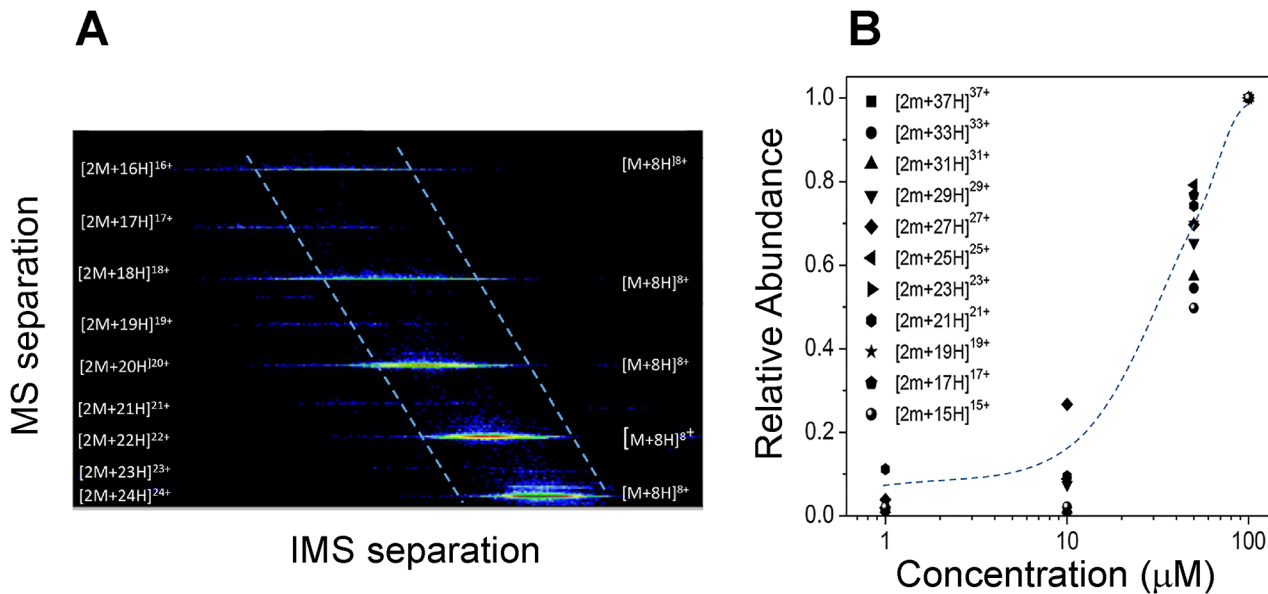 A
[2M+16H]¹⁶⁺ [M+8H]⁸⁺
[2M+17H]¹⁷⁺
[2M+18H]¹⁸⁺ [M+8H]⁸⁺
[2M+19H]¹⁹⁺
[2M+20H]²⁰⁺ [M+8H]⁸⁺
[2M+21H]²¹⁺
[2M+22H]²²⁺ [M+8H]⁸⁺
[2M+23H]²³⁺
[2M+24H]²⁴⁺ [M+8H]⁸⁺
MS separation
IMS separation
B
[2m+37H]³⁷⁺
[2m+33H]³³⁺
[2m+31H]³¹⁺
[2m+29H]²⁹⁺
[2m+27H]²⁷⁺
[2m+25H]²⁵⁺
[2m+23H]²³⁺
[2m+21H]²¹⁺
[2m+19H]¹⁹⁺
[2m+17H]¹⁷⁺
[2m+15H]¹⁵⁺
Relative Abundance
1.0
0.8
0.6
0.4
0.2
0.0
1 10 100
Concentration (μM)